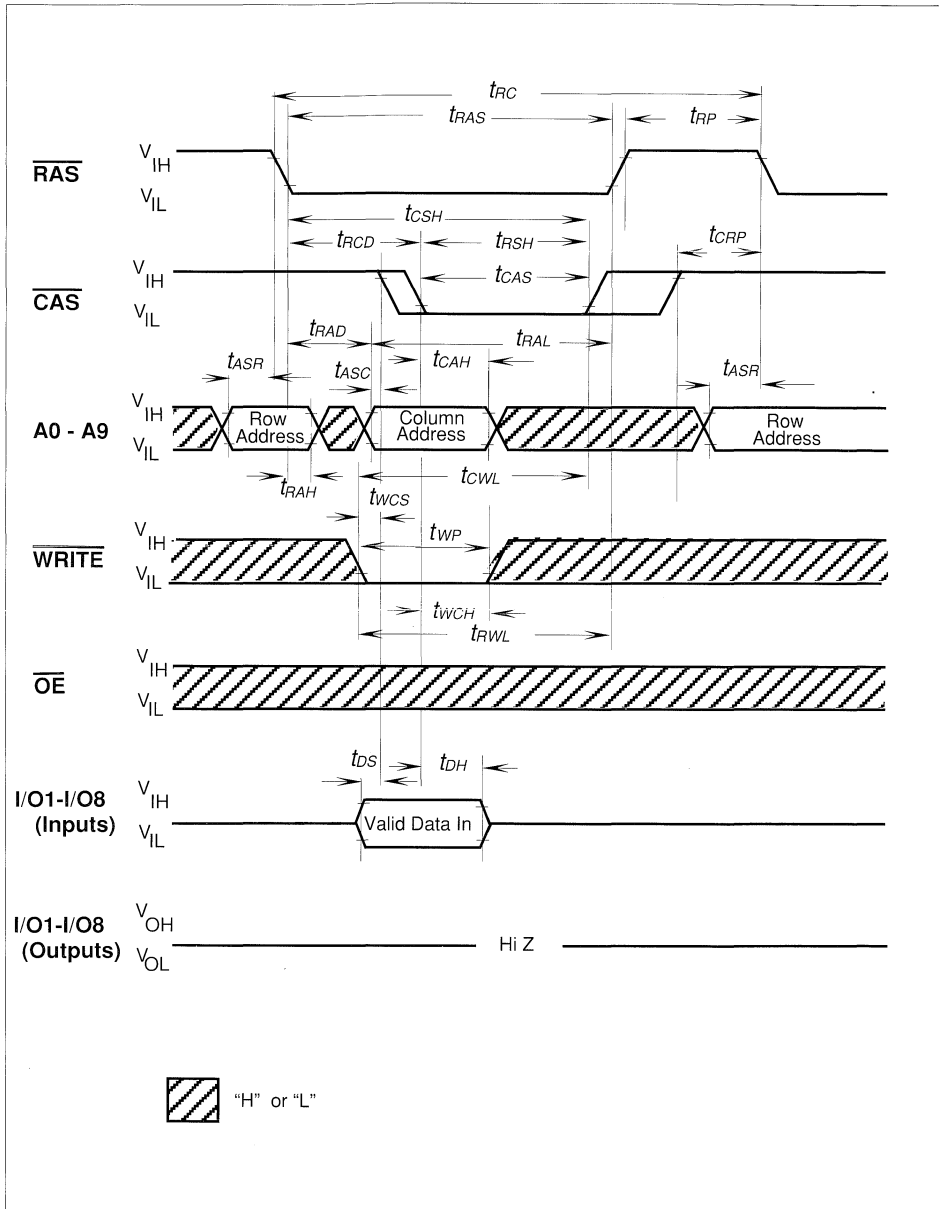 tRC
tRAS
tRP
RAS
VIH
VIL
tCSH
tRCD
tRSH
tCRP
CAS
VIH
VIL
tCAS
tRAD
tRAL
tASR
tASC
tCAH
tASR
A0 - A9
VIH
VIL
Row Address
Column Address
Row Address
tRAH
tCWL
tWCS
WRITE
VIH
VIL
tWP
tWCH
tRWL
OE
VIH
VIL
tDS
tDH
I/O1-I/O8 (Inputs)
VIH
VIL
Valid Data In
I/O1-I/O8 (Outputs)
VOH
VOL
Hi Z
“H” or “L”